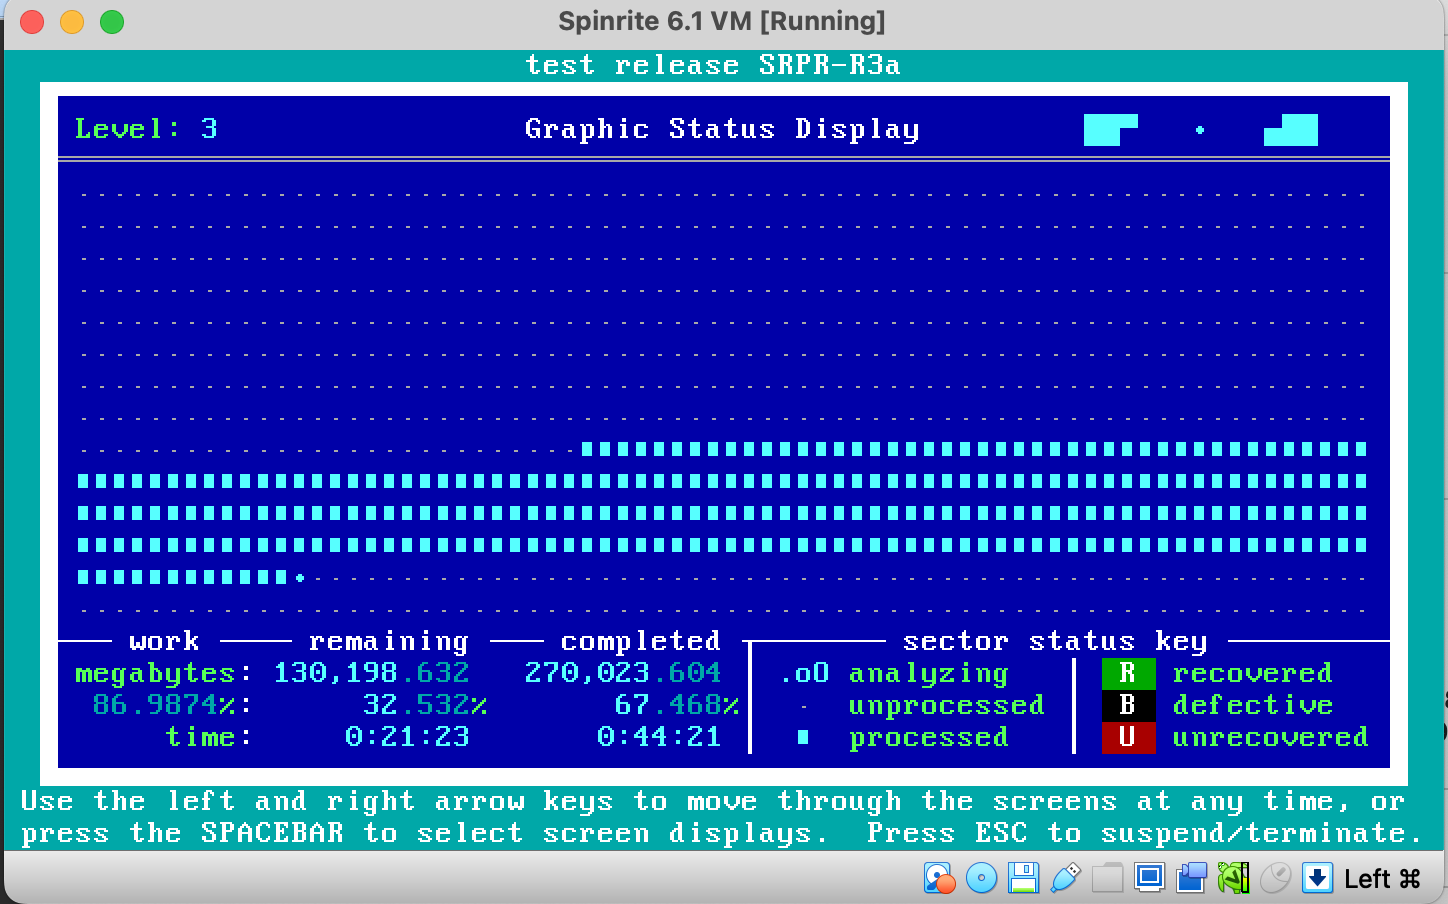 Spinrite 6.1 VM [Running]
test release SRPR-R3a
Level: 3 Graphic Status Display
work remaining completed sector status key
megabytes: 130,198.632 270,023.604 .oO analyzing R recovered
86.9874%: 32.532% 67.468% - unprocessed B defective
time: 0:21:23 0:44:21 processed U unrecovered
Use the left and right arrow keys to move through the screens at any time, or
press the SPACEBAR to select screen displays. Press ESC to suspend/terminate.
Left ⌘